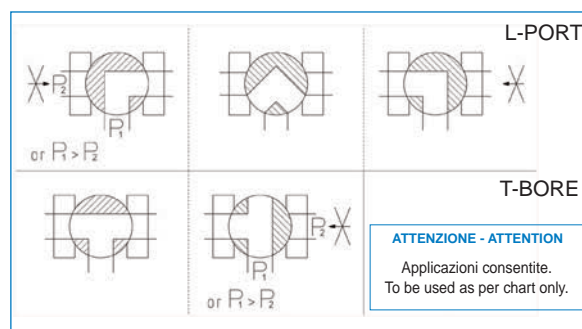 L-PORT
P2
P1
or P1 > P2
T-BORE
P2
P1
or P1 > P2
ATTENZIONE - ATTENTION
Applicazioni consentite.
To be used as per chart only.